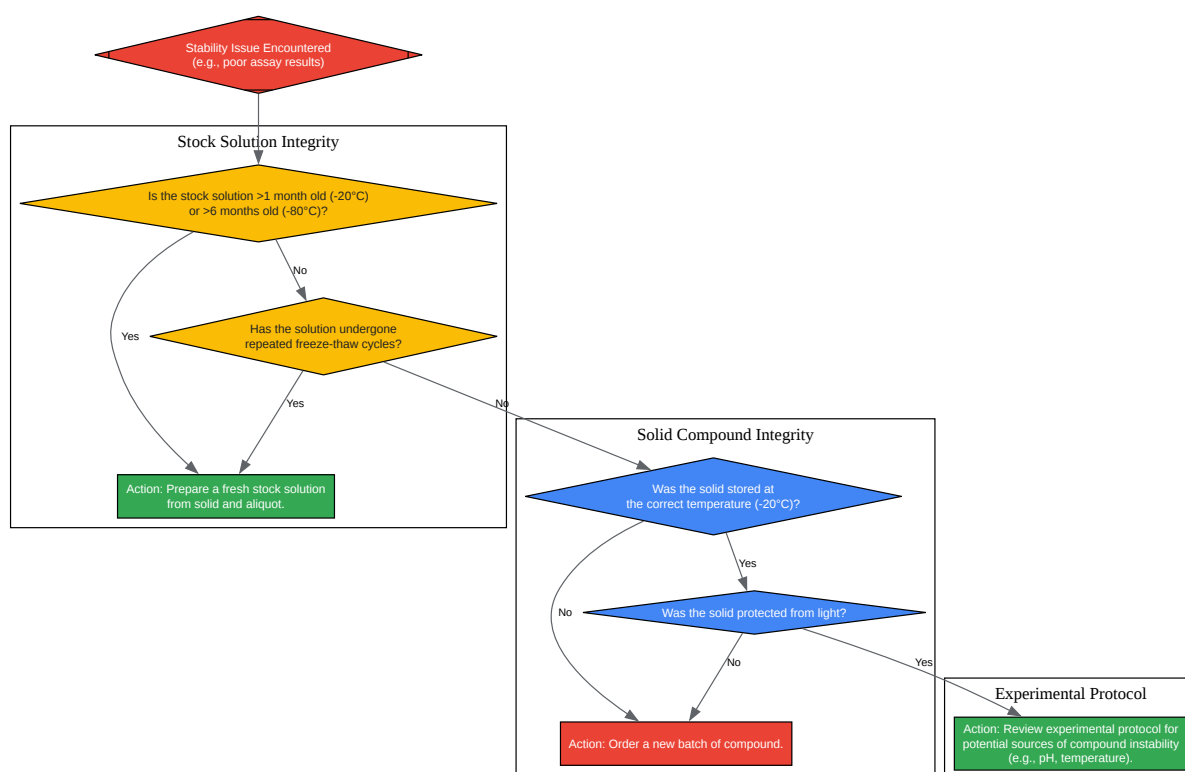 Stability Issue Encountered
(e.g., poor assay results)
Stock Solution Integrity
Is the stock solution >1 month old (-20°C)
or >6 months old (-80°C)?
No
Yes
Has the solution undergone
repeated freeze-thaw cycles?
Yes
No
Action: Prepare a fresh stock solution
from solid and aliquot.
Solid Compound Integrity
Was the solid stored at
the correct temperature (-20°C)?
Yes
No
Was the solid protected from light?
No
Yes
Action: Order a new batch of compound.
Experimental Protocol
Action: Review experimental protocol for
potential sources of compound instability
(e.g., pH, temperature).